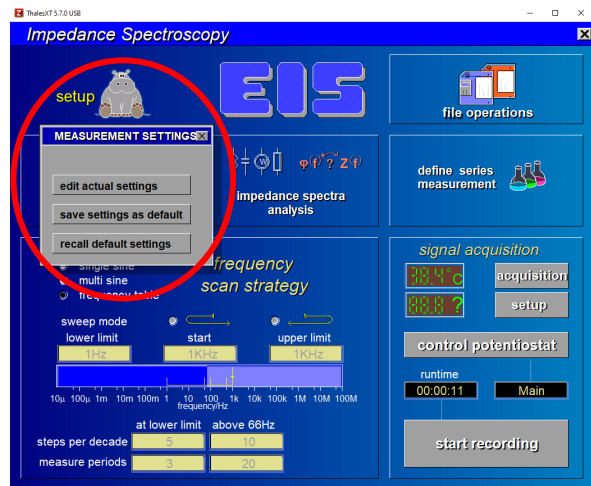 ThalesXT 5.7.0 USB
Impedance Spectroscopy
setup
EIS
file operations
MEASUREMENT SETTINGS
edit actual settings
save settings as default
recall default settings
φ(f) ? Z(f)
impedance spectra
analysis
define series
measurement
single sine
multi sine
frequency table
frequency
scan strategy
sweep mode
lower limit start upper limit
1Hz 1KHz 1KHz
10µ 100µ 1m 10m 100m 1 10 100 1k 10k 100k 1M 10M 100M
frequency/Hz
at lower limit above 66Hz
steps per decade 5 10
measure periods 3 20
signal acquisition
38.4°C acquisition
88.8 ? setup
control potentiostat
runtime
00:00:11 Main
start recording